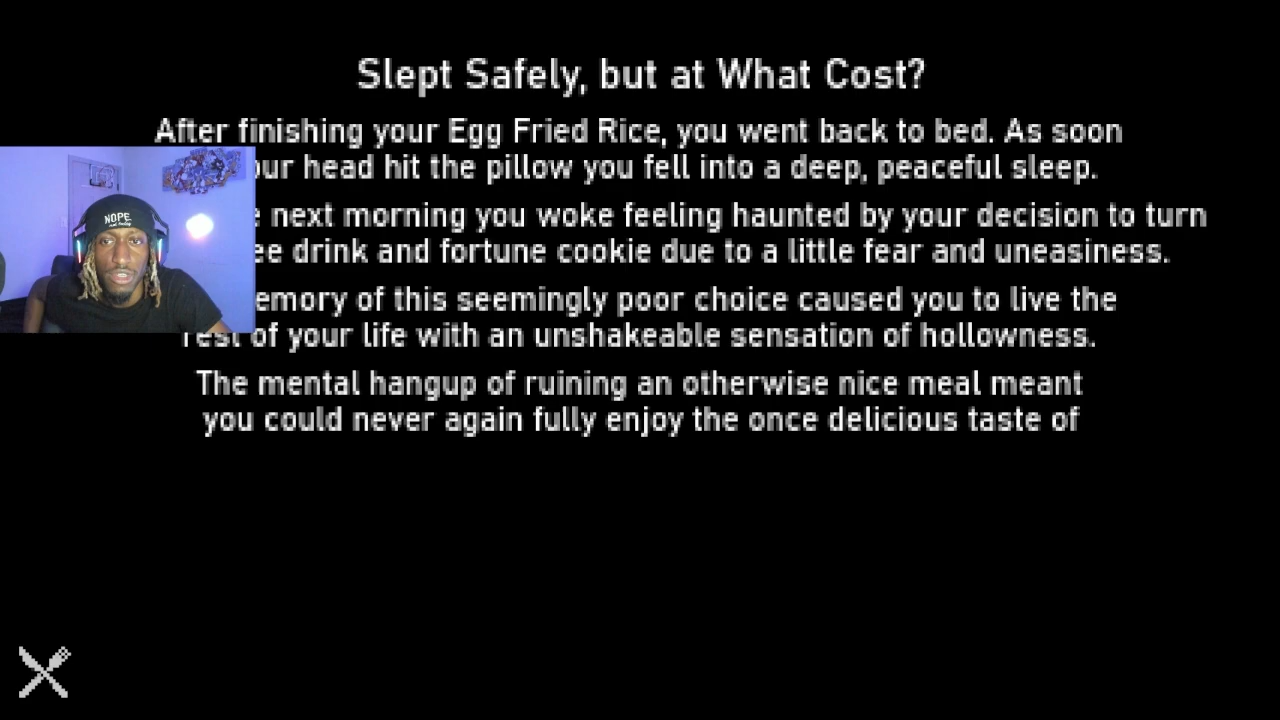 Slept Safely, but at What Cost?
After finishing your Egg Fried Rice, you went back to bed. As soon
our head hit the pillow you fell into a deep, peaceful sleep.
next morning you woke feeling haunted by your decision to turn
ee drink and fortune cookie due to a little fear and uneasiness.
emory of this seemingly poor choice caused you to live the
rest of your life with an unshakeable sensation of hollowness.
The mental hangup of ruining an otherwise nice meal meant
you could never again fully enjoy the once delicious taste of
NOPE